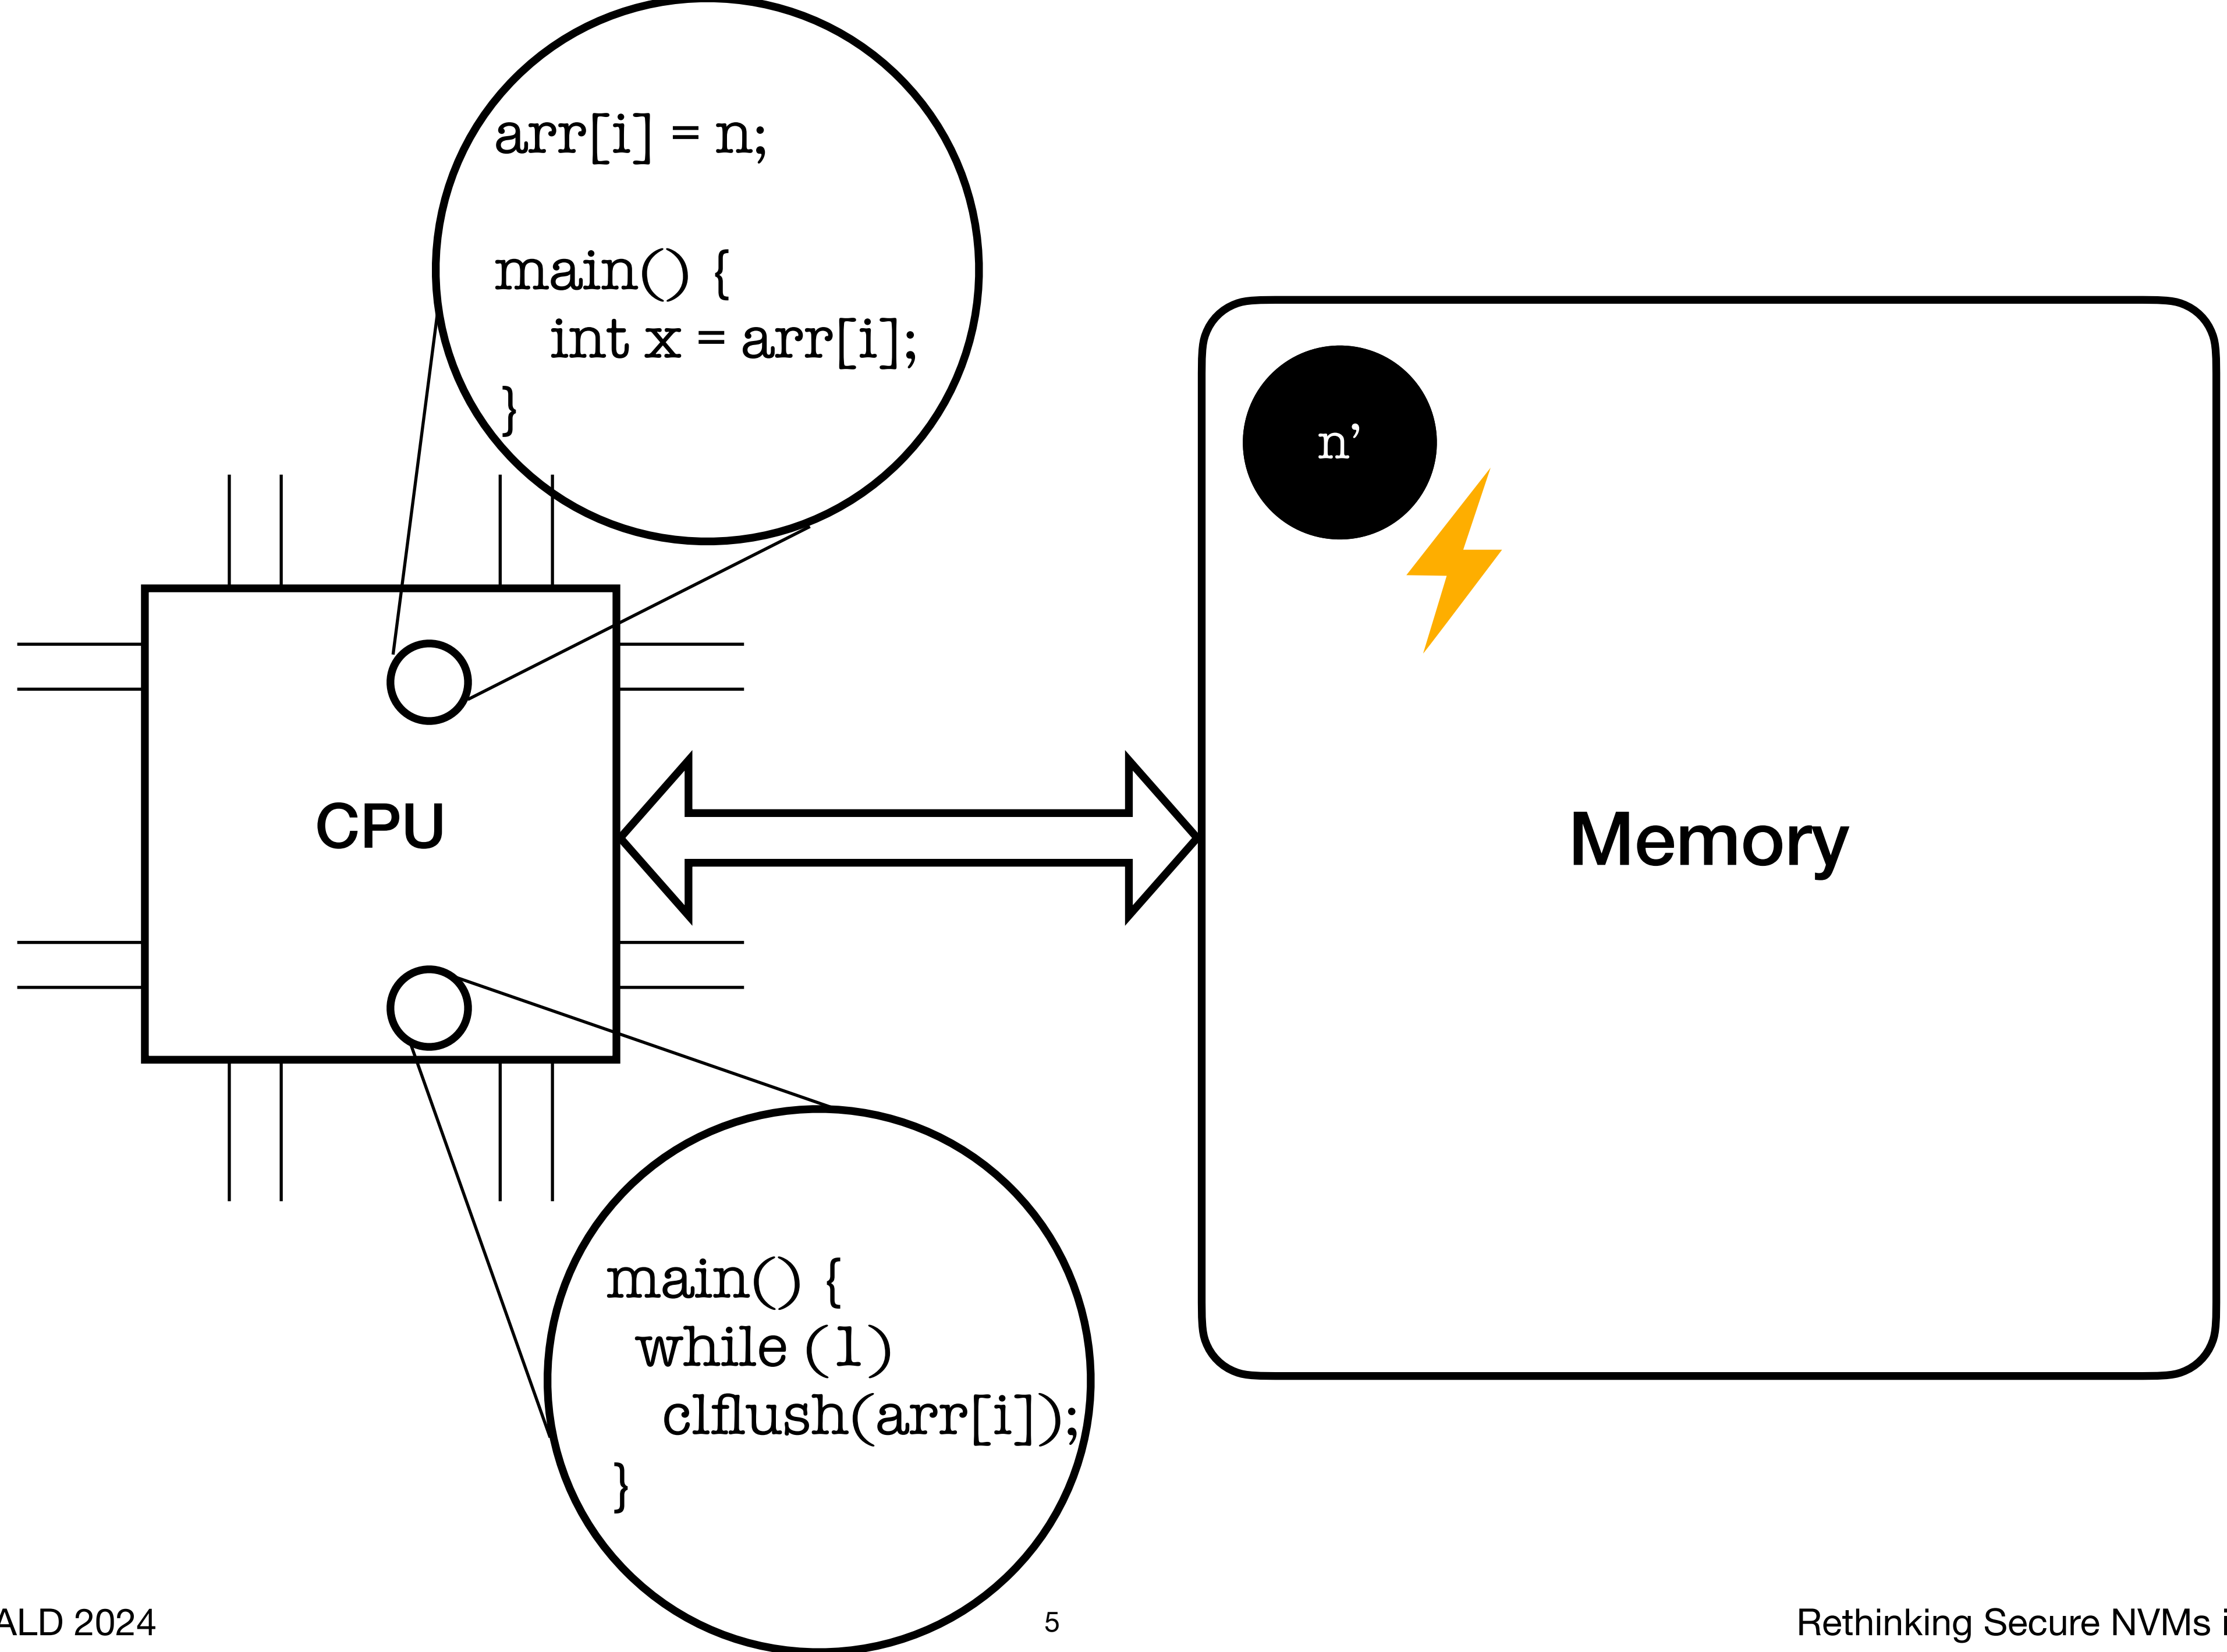 arr[i] = n;
main() {
int x = arr[i];
}
n’
CPU
Memory
main() {
while (1)
clflush(arr[i]);
}
ALD 2024
5
Rethinking Secure NVMs i